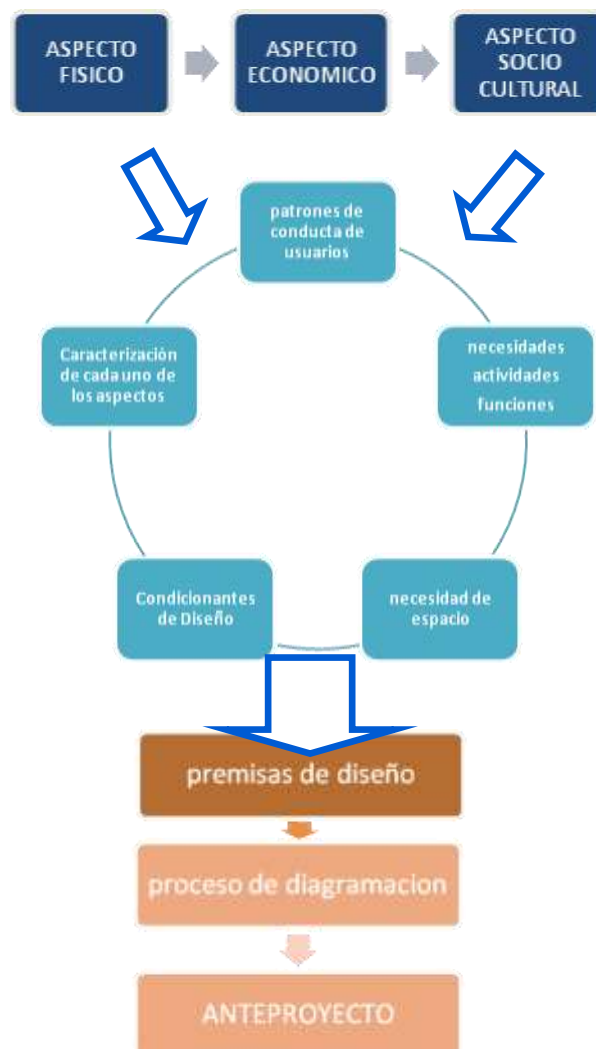 ASPECTO
FISICO
ASPECTO
ECONOMICO
ASPECTO
SOCIO
CULTURAL
patrones de
conducta de
usuarios
Caracterización
de cada uno de
los aspectos
necesidades
actividades
funciones
Condicionantes
de Diseño
necesidad de
espacio
premisas de diseño
proceso de diagramacion
ANTEPROYECTO